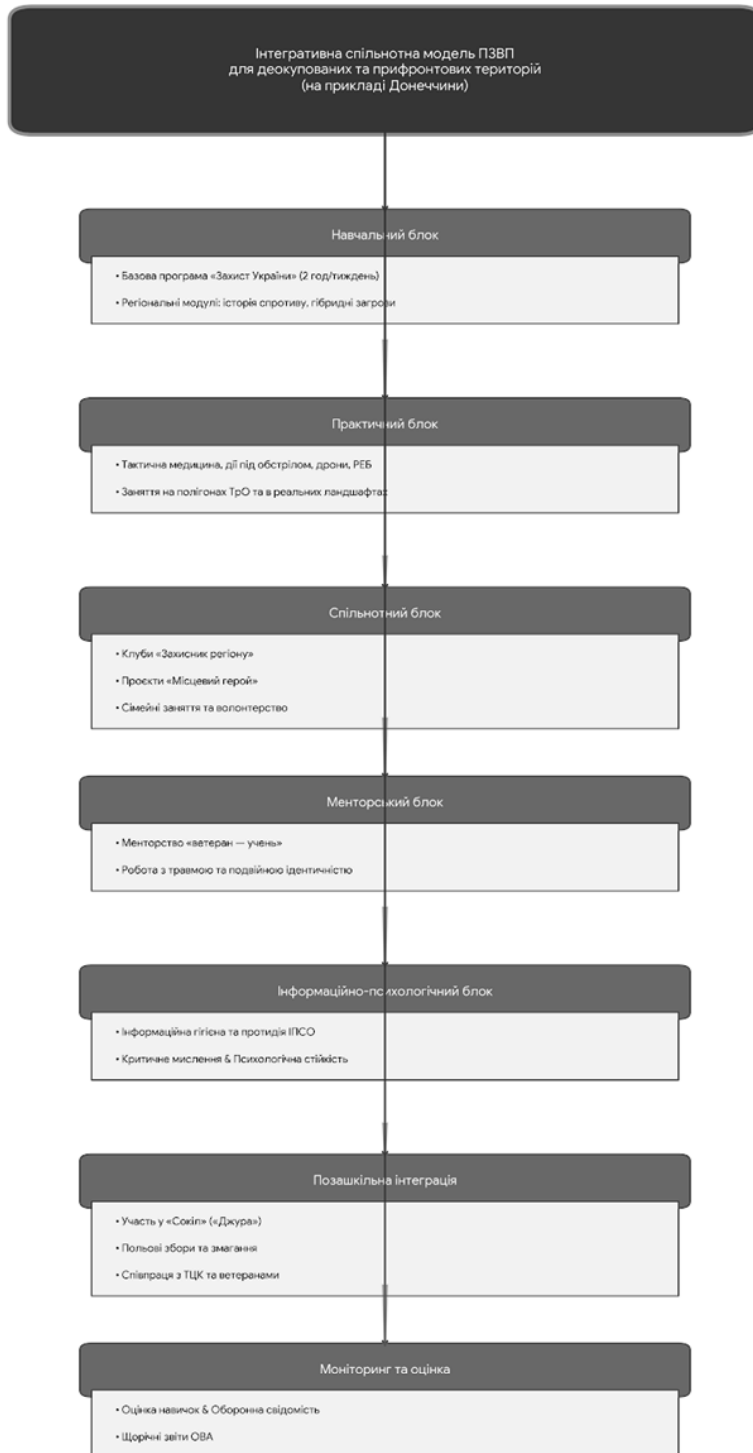 Інтегративна спільнотна модель ПЗВП
для деокупованих та прифронтових територій
(на прикладі Донеччини)
Навчальний блок
• Базова програма «Захист України» (2 год/тиждень)
• Регіональні модулі: історія спротиву, гібридні загрози
Практичний блок
• Тактична медицина, дії під обстрілом, дрони, РЕБ
• Заняття на полігонах ТрО та в реальних ландшафтах
Спільнотний блок
• Клуби «Захисник регіону»
• Проєкти «Місцевий герой»
• Сімейні заняття та волонтерство
Менторський блок
• Менторство «ветеран — учень»
• Робота з травмою та подвійною ідентичністю
Інформаційно-психологічний блок
• Інформаційна гігієна та протидія ІПСО
• Критичне мислення & Психологічна стійкість
Позашкільна інтеграція
• Участь у «Сокіл» («Джура»)
• Польові збори та змагання
• Співпраця з ТЦК та ветеранами
Моніторинг та оцінка
• Оцінка навичок & Оборонна свідомість
• Щорічні звіти ОВА